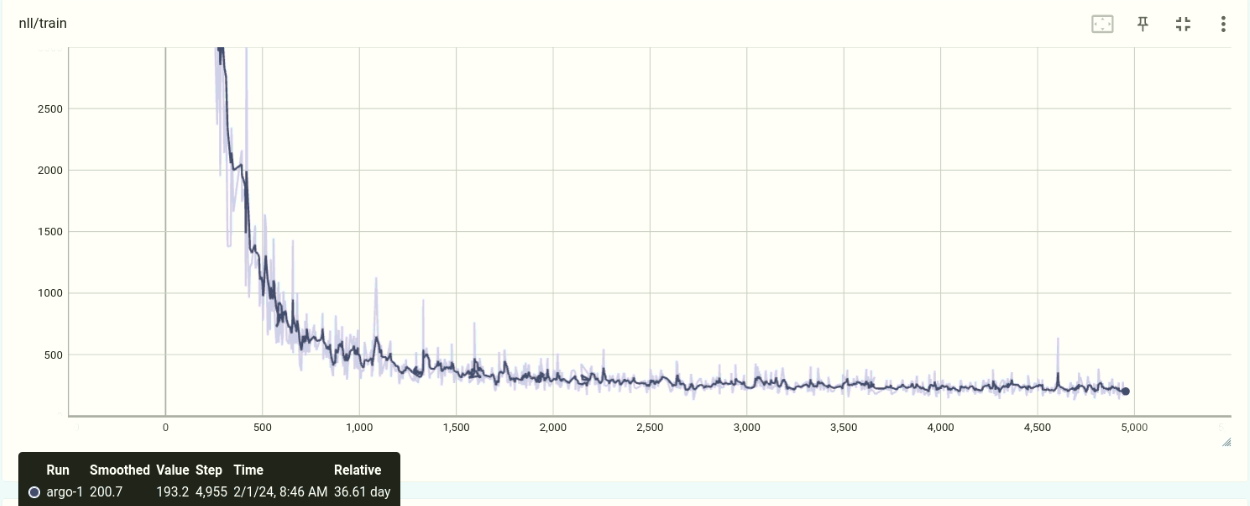 nll/train
2500
2000
1500
1000
500
0 500 1,000 1,500 2,000 2,500 3,000 3,500 4,000 4,500 5,000
Run Smoothed Value Step Time Relative
argo-1 200.7 193.2 4,955 2/1/24, 8:46 AM 36.61 day